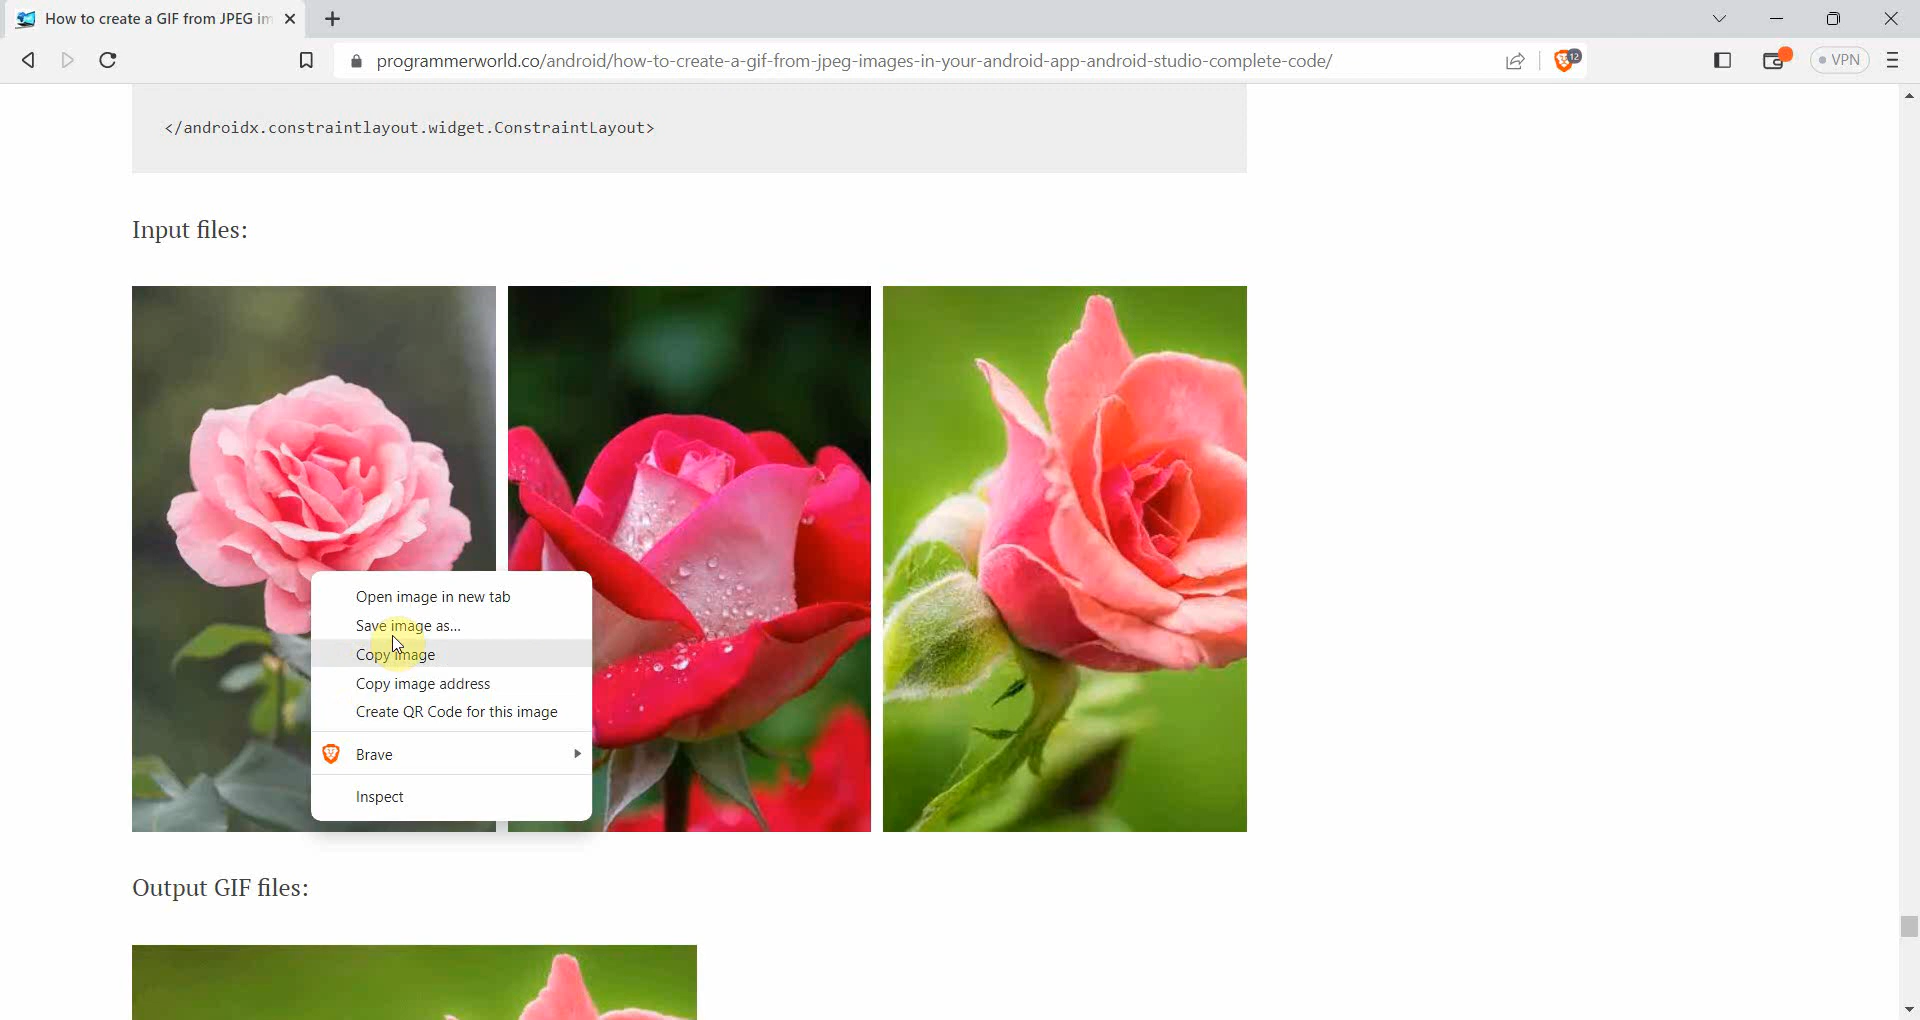 How to create a GIF from JPEG im
programmerworld.co/android/how-to-create-a-gif-from-jpeg-images-in-your-android-app-android-studio-complete-code/
12
VPN
</androidx.constraintlayout.widget.ConstraintLayout>
Input files:
Open image in new tab
Save image as...
Copy image
Copy image address
Create QR Code for this image
Brave
Inspect
Output GIF files: